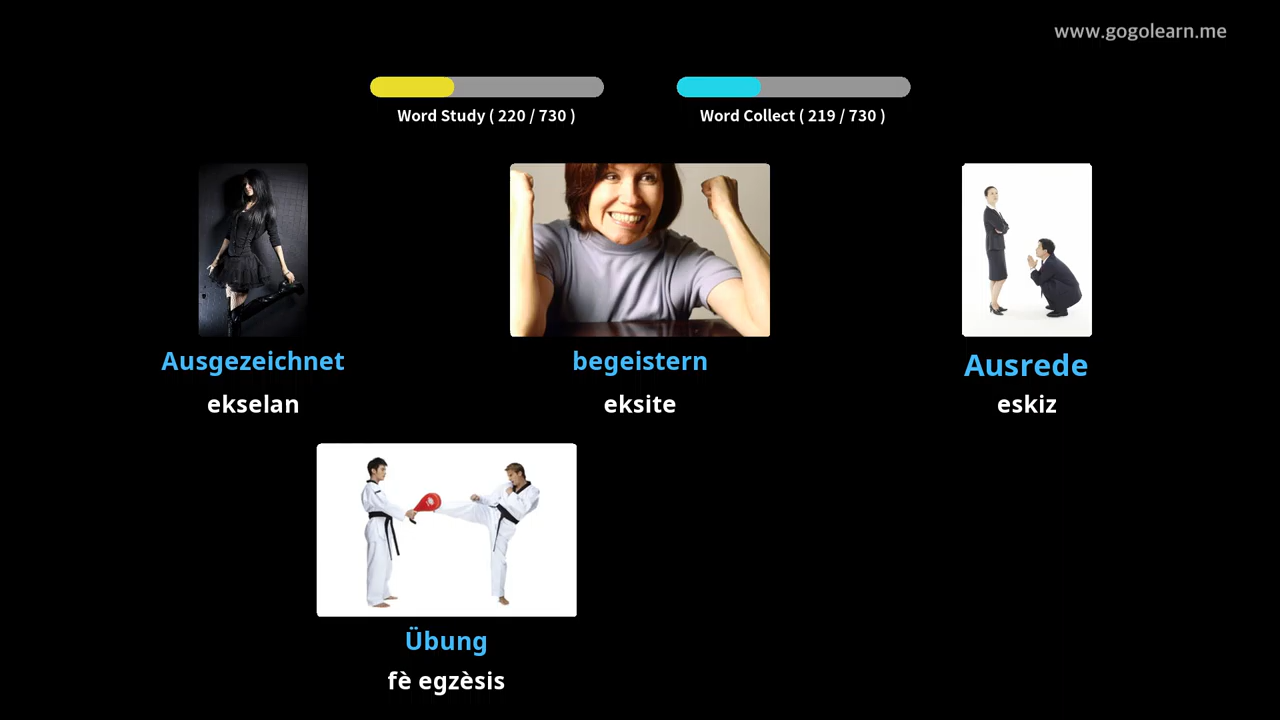 www.gogolearn.me
Word Study ( 220 / 730 )
Word Collect ( 219 / 730 )
Ausgezeichnet
ekselan
begeistern
eksite
Ausrede
eskiz
Übung
fè egzèsis